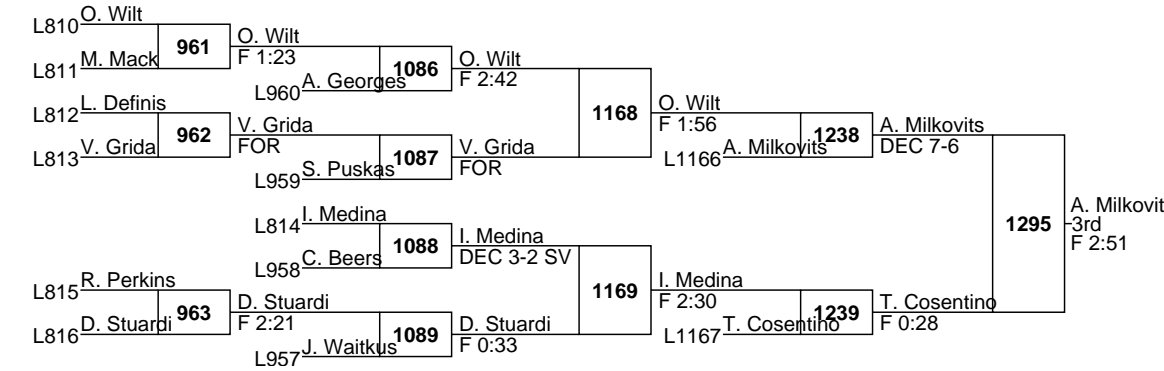 L810 O. Wilt
961
L811 M. Mack
O. Wilt
F 1:23
1086
L960 A. Georges
O. Wilt
F 2:42
L812 L. Definis
962
L813 V. Grida
V. Grida
FOR
1087
L959 S. Puskas
V. Grida
FOR
1168
O. Wilt
F 1:56
1238
L1166 A. Milkovits
A. Milkovits
DEC 7-6
L814 I. Medina
1088
L958 C. Beers
I. Medina
DEC 3-2 SV
L815 R. Perkins
963
L816 D. Stuardi
D. Stuardi
F 2:21
1089
L957 J. Waitkus
D. Stuardi
F 0:33
1169
I. Medina
F 2:30
1239
L1167 T. Cosentino
T. Cosentino
F 0:28
1295
A. Milkovit
3rd
F 2:51